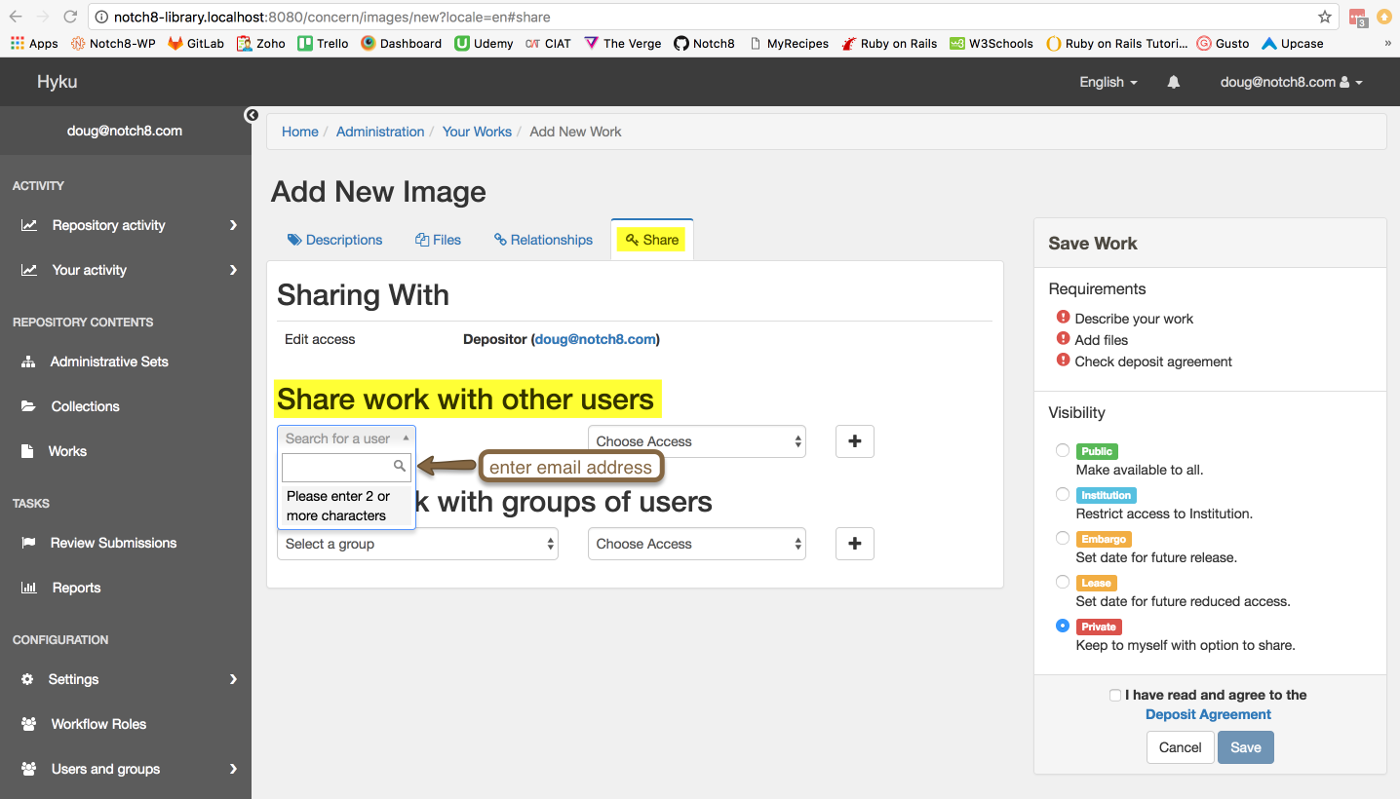 notch8-library.localhost:8080/concern/images/new?locale=en#share
3
Apps Notch8-WP GitLab Zoho Trello Dashboard Udemy CIAT The Verge Notch8 MyRecipes Ruby on Rails W3Schools Ruby on Rails Tutori... Gusto Upcase »
Hyku
English
doug@notch8.com
doug@notch8.com
ACTIVITY
Repository activity
Your activity
REPOSITORY CONTENTS
Administrative Sets
Collections
Works
TASKS
Review Submissions
Reports
CONFIGURATION
Settings
Workflow Roles
Users and groups
Home / Administration / Your Works / Add New Work
Add New Image
Descriptions Files Relationships Share
Sharing With
Edit access Depositor (doug@notch8.com)
Share work with other users
Search for a user Choose Access +
enter email address
Please enter 2 or
more characters
k with groups of users
Select a group Choose Access +
Save Work
Requirements
Describe your work
Add files
Check deposit agreement
Visibility
Public
Make available to all.
Institution
Restrict access to Institution.
Embargo
Set date for future release.
Lease
Set date for future reduced access.
Private
Keep to myself with option to share.
I have read and agree to the
Deposit Agreement
Cancel Save